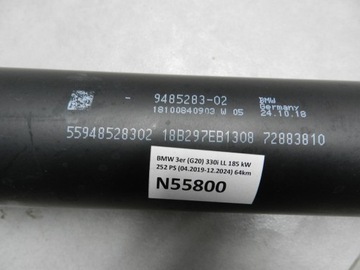 - 9485283-02
18100840903 W 05
BMW
Germany
24.10.18
55948528302 18B297EB1308 72883810
BMW 3er (G20) 330i LL 185 kW
252 PS (04.2019-12.2024) 64km
N55800